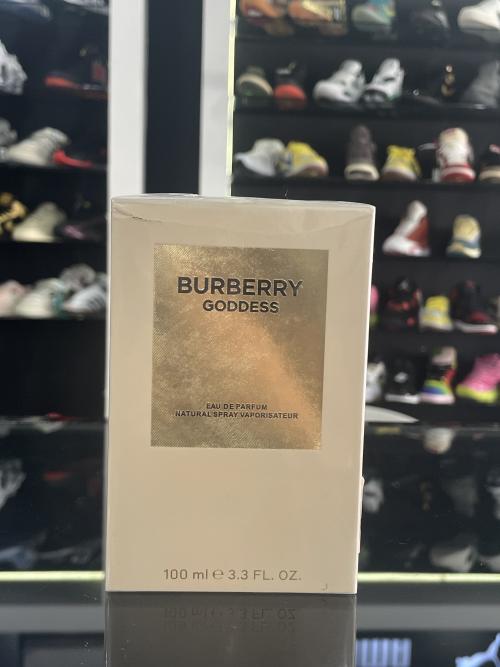 BURBERRY
GODDESS
EAU DE PARFUM
NATURAL SPRAY VAPORISATEUR
100 ml ℮ 3.3 FL. OZ.